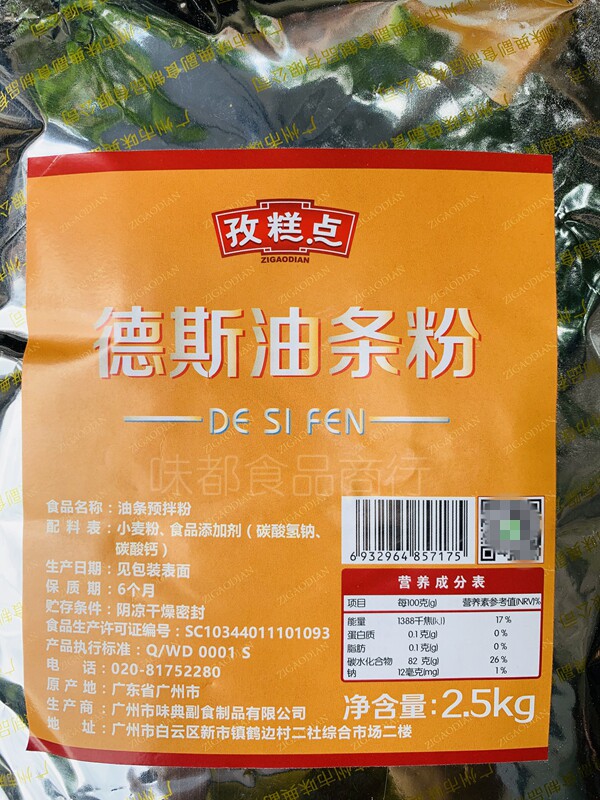 孜糕点
ZIGAODIAN
德斯油条粉
DE SI FEN
味都食品商行
食品名称：油条预拌粉
配料表：小麦粉、食品添加剂（碳酸氢钠、
碳酸钙）
生产日期：见包装表面
保质期：6个月
贮存条件：阴凉干燥密封
食品生产许可证编号：SC10344011101093
产品执行标准：Q/WD 0001 S
电话：020-81752280
原产地：广东省广州市
生产商：广州市味典副食制品有限公司
地址：广州市白云区新市镇鹤边村二社综合市场二楼
6932964857175
营养成分表
项目 每100克(g) 营养素参考值(NRV)%
能量 1388千焦(kJ) 17%
蛋白质 0.1克(g) 0%
脂肪 0.1克(g) 0%
碳水化合物 82 克(g) 26%
钠 12毫克(mg) 1%
净含量：2.5kg